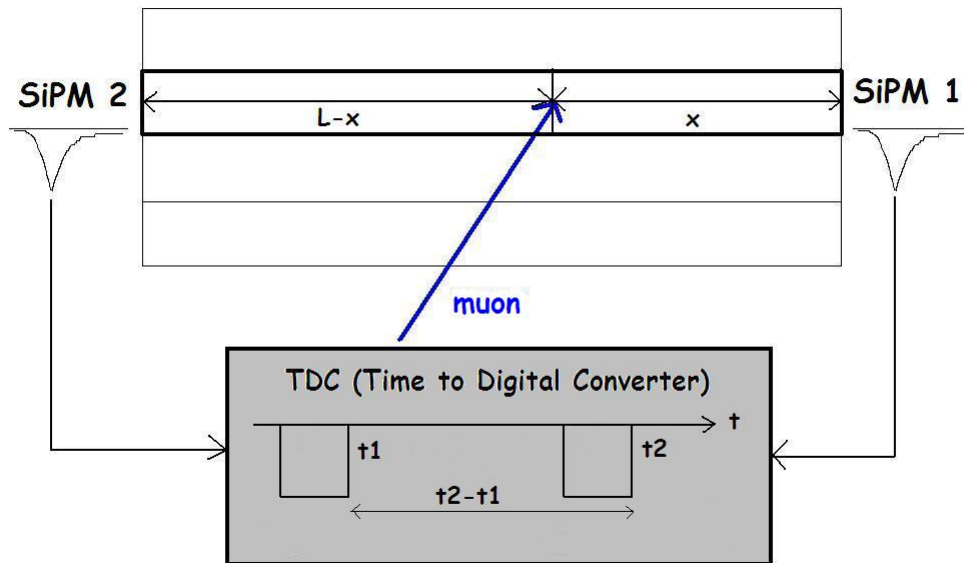 SiPM 2
SiPM 1
L-x
x
muon
TDC (Time to Digital Converter)
t
t1
t2
t2-t1